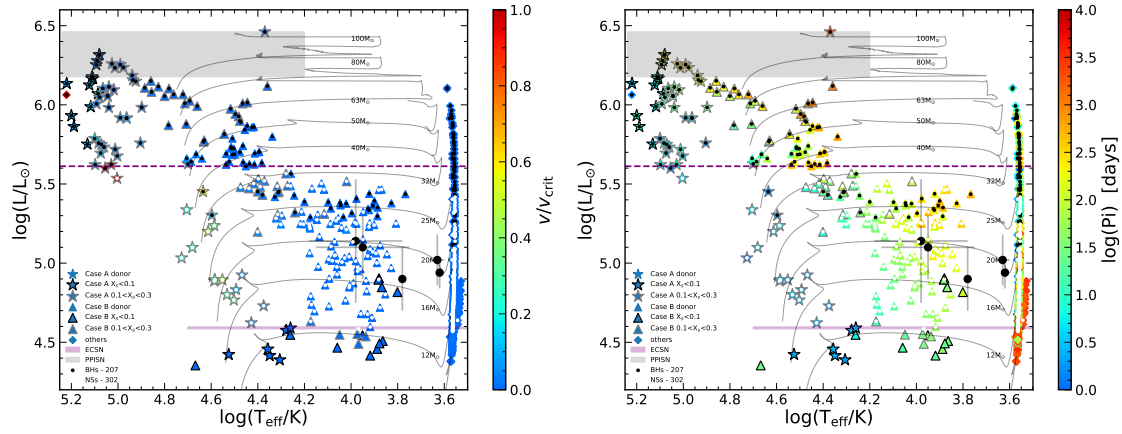 6.6
6.0
5.5
5.0
4.5
log(L/L⊙)
5.2 5.0 4.8 4.6 4.4 4.2 4.0 3.8 3.6
log(Teff/K)
100M⊙
80M⊙
63M⊙
50M⊙
40M⊙
32M⊙
25M⊙
20M⊙
16M⊙
12M⊙
Case A donor
Case A Xs<0.1
Case A 0.1<Xs<0.3
Case B donor
Case B Xs<0.1
Case B 0.1<Xs<0.3
others
ECSN
PPISN
BHs - 207
NSs - 302
1.0
0.8
0.6
0.4
0.2
0.0
v/vcrit
6.5
6.0
5.5
5.0
4.5
log(L/L⊙)
5.2 5.0 4.8 4.6 4.4 4.2 4.0 3.8 3.6
log(Teff/K)
100M⊙
80M⊙
63M⊙
50M⊙
40M⊙
32M⊙
25M⊙
20M⊙
16M⊙
12M⊙
Case A donor
Case A Xs<0.1
Case A 0.1<Xs<0.3
Case B donor
Case B Xs<0.1
Case B 0.1<Xs<0.3
others
ECSN
PPISN
BHs - 207
NSs - 302
4.0
3.5
3.0
2.5
2.0
1.5
1.0
0.5
0.0
log(Pi) [days]